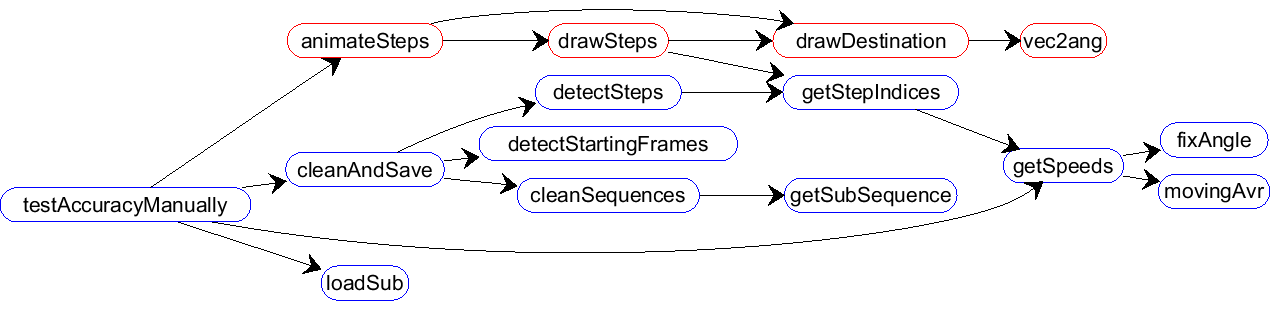 animateSteps
drawSteps
drawDestination
vec2ang
detectSteps
getStepIndices
detectStartingFrames
fixAngle
cleanAndSave
getSpeeds
cleanSequences
getSubSequence
movingAvr
testAccuracyManually
loadSub